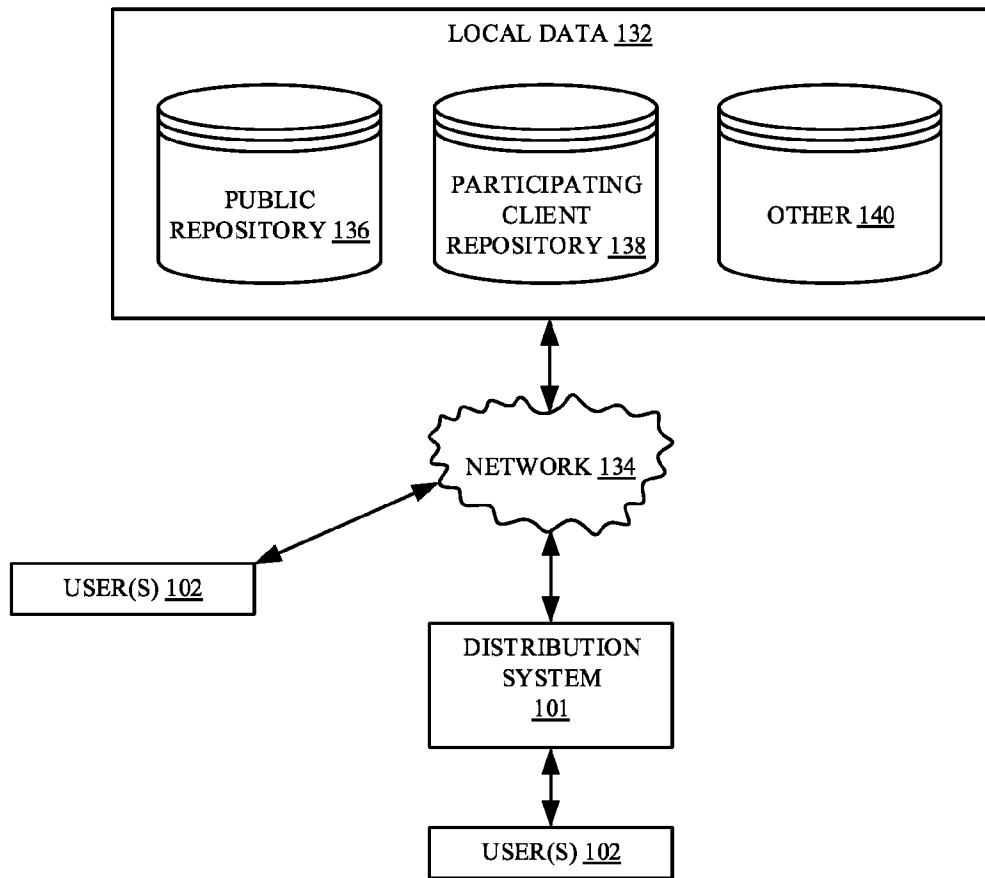 LOCAL DATA 132
PUBLIC
REPOSITORY 136
PARTICIPATING
CLIENT
REPOSITORY 138
OTHER 140
NETWORK 134
USER(S) 102
DISTRIBUTION
SYSTEM
101
USER(S) 102